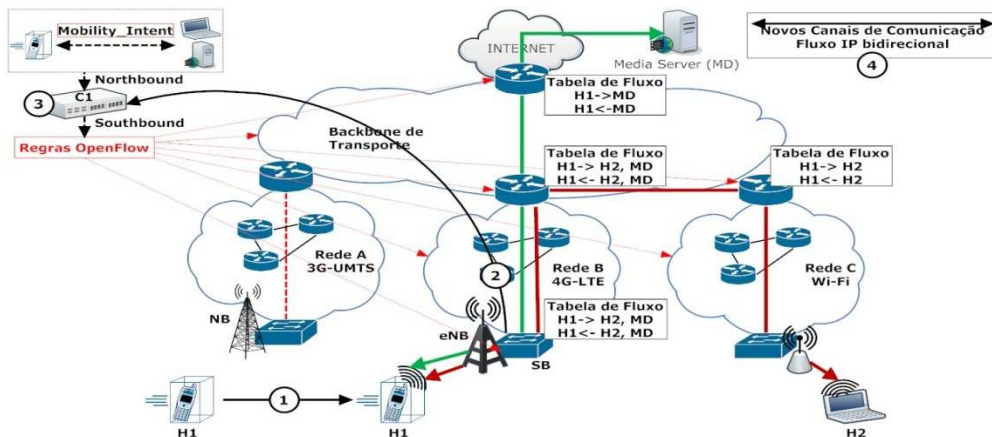 Mobility_Intent
Northbound
3
C1
Southbound
Regras OpenFlow
INTERNET
Media Server (MD)
Novos Canais de Comunicação
Fluxo IP bidirecional
4
Tabela de Fluxo
H1->MD
H1<-MD
Backbone de
Transporte
Tabela de Fluxo
H1-> H2, MD
H1<- H2, MD
Tabela de Fluxo
H1-> H2
H1<- H2
Rede A
3G-UMTS
2
Rede B
4G-LTE
Rede C
Wi-Fi
NB
eNB
Tabela de Fluxo
H1-> H2, MD
H1<- H2, MD
SB
1
H1
H1
H2